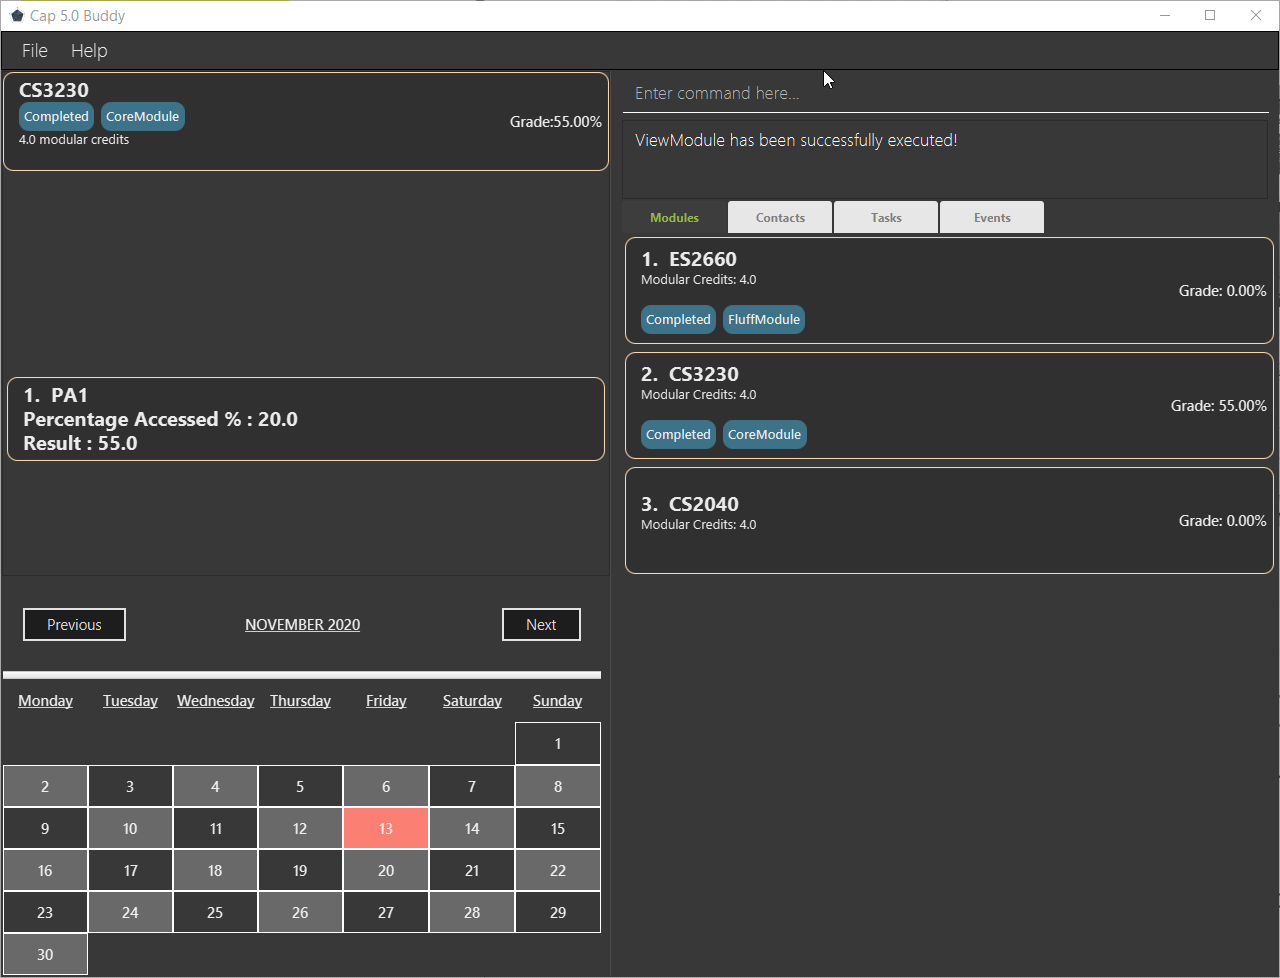 Cap 5.0 Buddy
File Help
CS3230
Completed CoreModule
4.0 modular credits
Grade:55.00%
1. PA1
Percentage Accessed % : 20.0
Result : 55.0
Previous NOVEMBER 2020 Next
Monday Tuesday Wednesday Thursday Friday Saturday Sunday
1
2 3 4 5 6 7 8
9 10 11 12 13 14 15
16 17 18 19 20 21 22
23 24 25 26 27 28 29
30
Enter command here...
ViewModule has been successfully executed!
Modules Contacts Tasks Events
1. ES2660
Modular Credits: 4.0
Grade: 0.00%
Completed FluffModule
2. CS3230
Modular Credits: 4.0
Grade: 55.00%
Completed CoreModule
3. CS2040
Modular Credits: 4.0
Grade: 0.00%